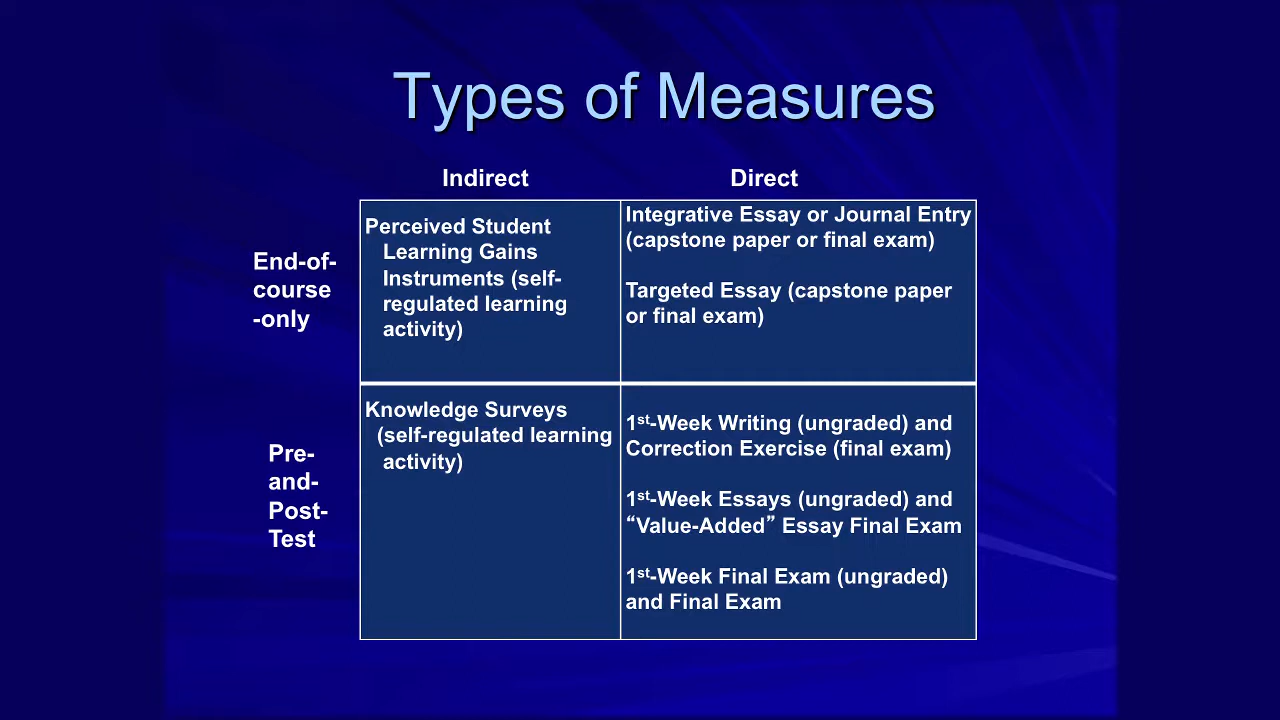 Types of Measures
Indirect
Direct
End-of-
course
-only
Perceived Student
Learning Gains
Instruments (self-
regulated learning
activity)
Integrative Essay or Journal Entry
(capstone paper or final exam)
Targeted Essay (capstone paper
or final exam)
Pre-
and-
Post-
Test
Knowledge Surveys
(self-regulated learning
activity)
1st-Week Writing (ungraded) and
Correction Exercise (final exam)
1st-Week Essays (ungraded) and
“Value-Added” Essay Final Exam
1st-Week Final Exam (ungraded)
and Final Exam